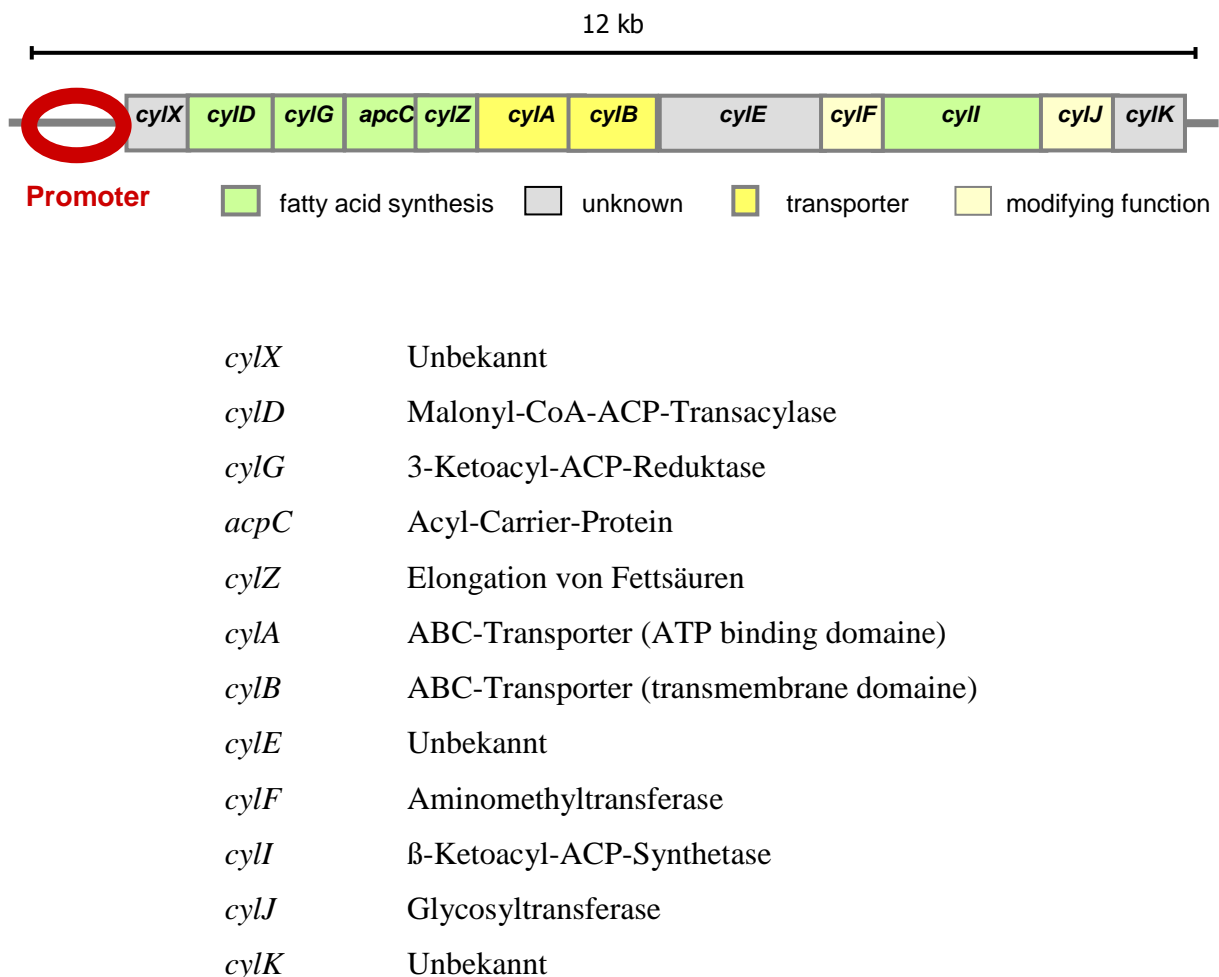 12 kb
cylX cylD cylG apcC cylZ cylA cylB cylE cylF cylI cylJ cylK
Promoter fatty acid synthesis unknown transporter modifying function
cylX Unbekannt
cylD Malonyl-CoA-ACP-Transacylase
cylG 3-Ketoacyl-ACP-Reduktase
acpC Acyl-Carrier-Protein
cylZ Elongation von Fettsäuren
cylA ABC-Transporter (ATP binding domaine)
cylB ABC-Transporter (transmembrane domaine)
cylE Unbekannt
cylF Aminomethyltransferase
cylI ß-Ketoacyl-ACP-Synthetase
cylJ Glycosyltransferase
cylK Unbekannt